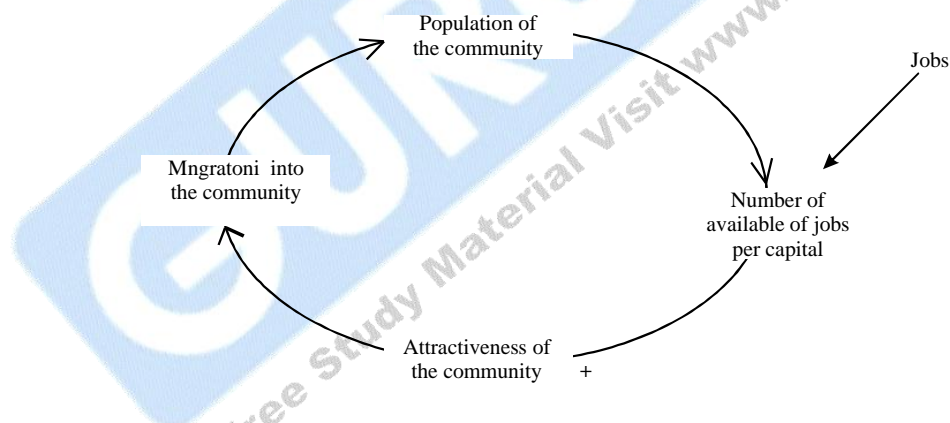 Population of
the community
Jobs
Mngratoni into
the community
Number of
available of jobs
per capital
Attractiveness of
the community +
GURU
Free Study Material Visit www.